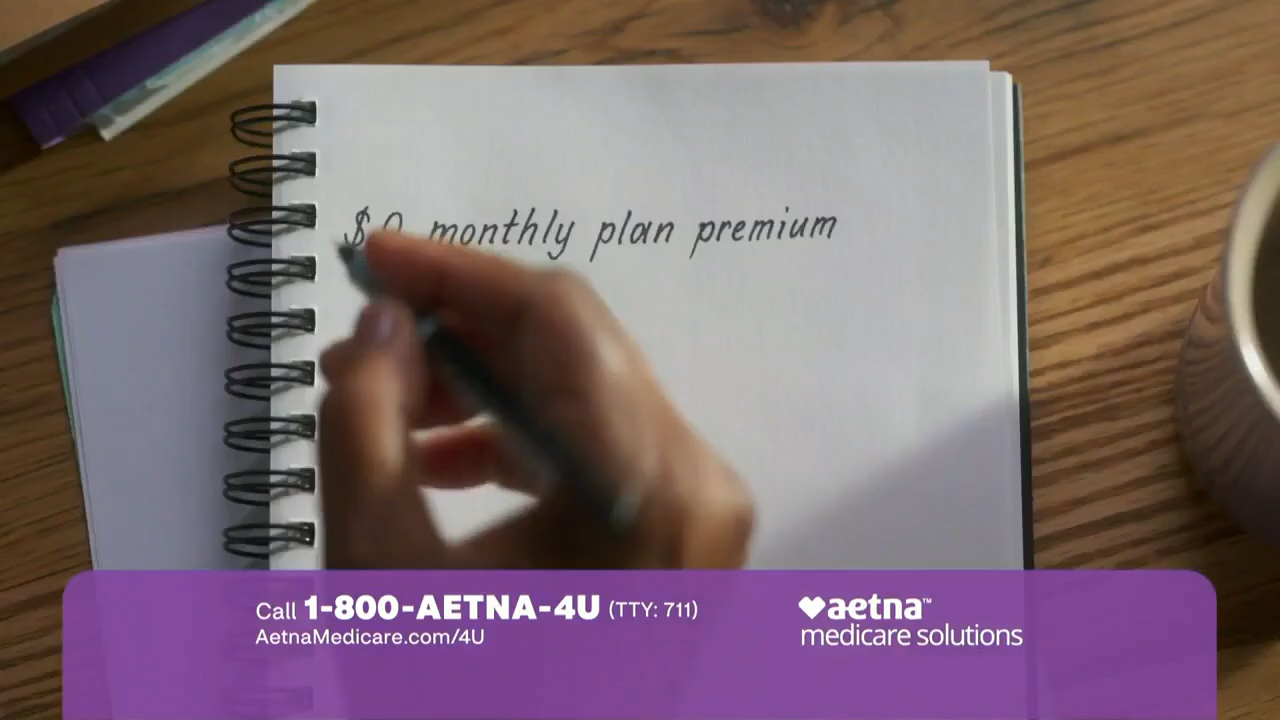 $0 monthly plan premium
Call 1-800-AETNA-4U (TTY: 711)
AetnaMedicare.com/4U
aetna™
medicare solutions